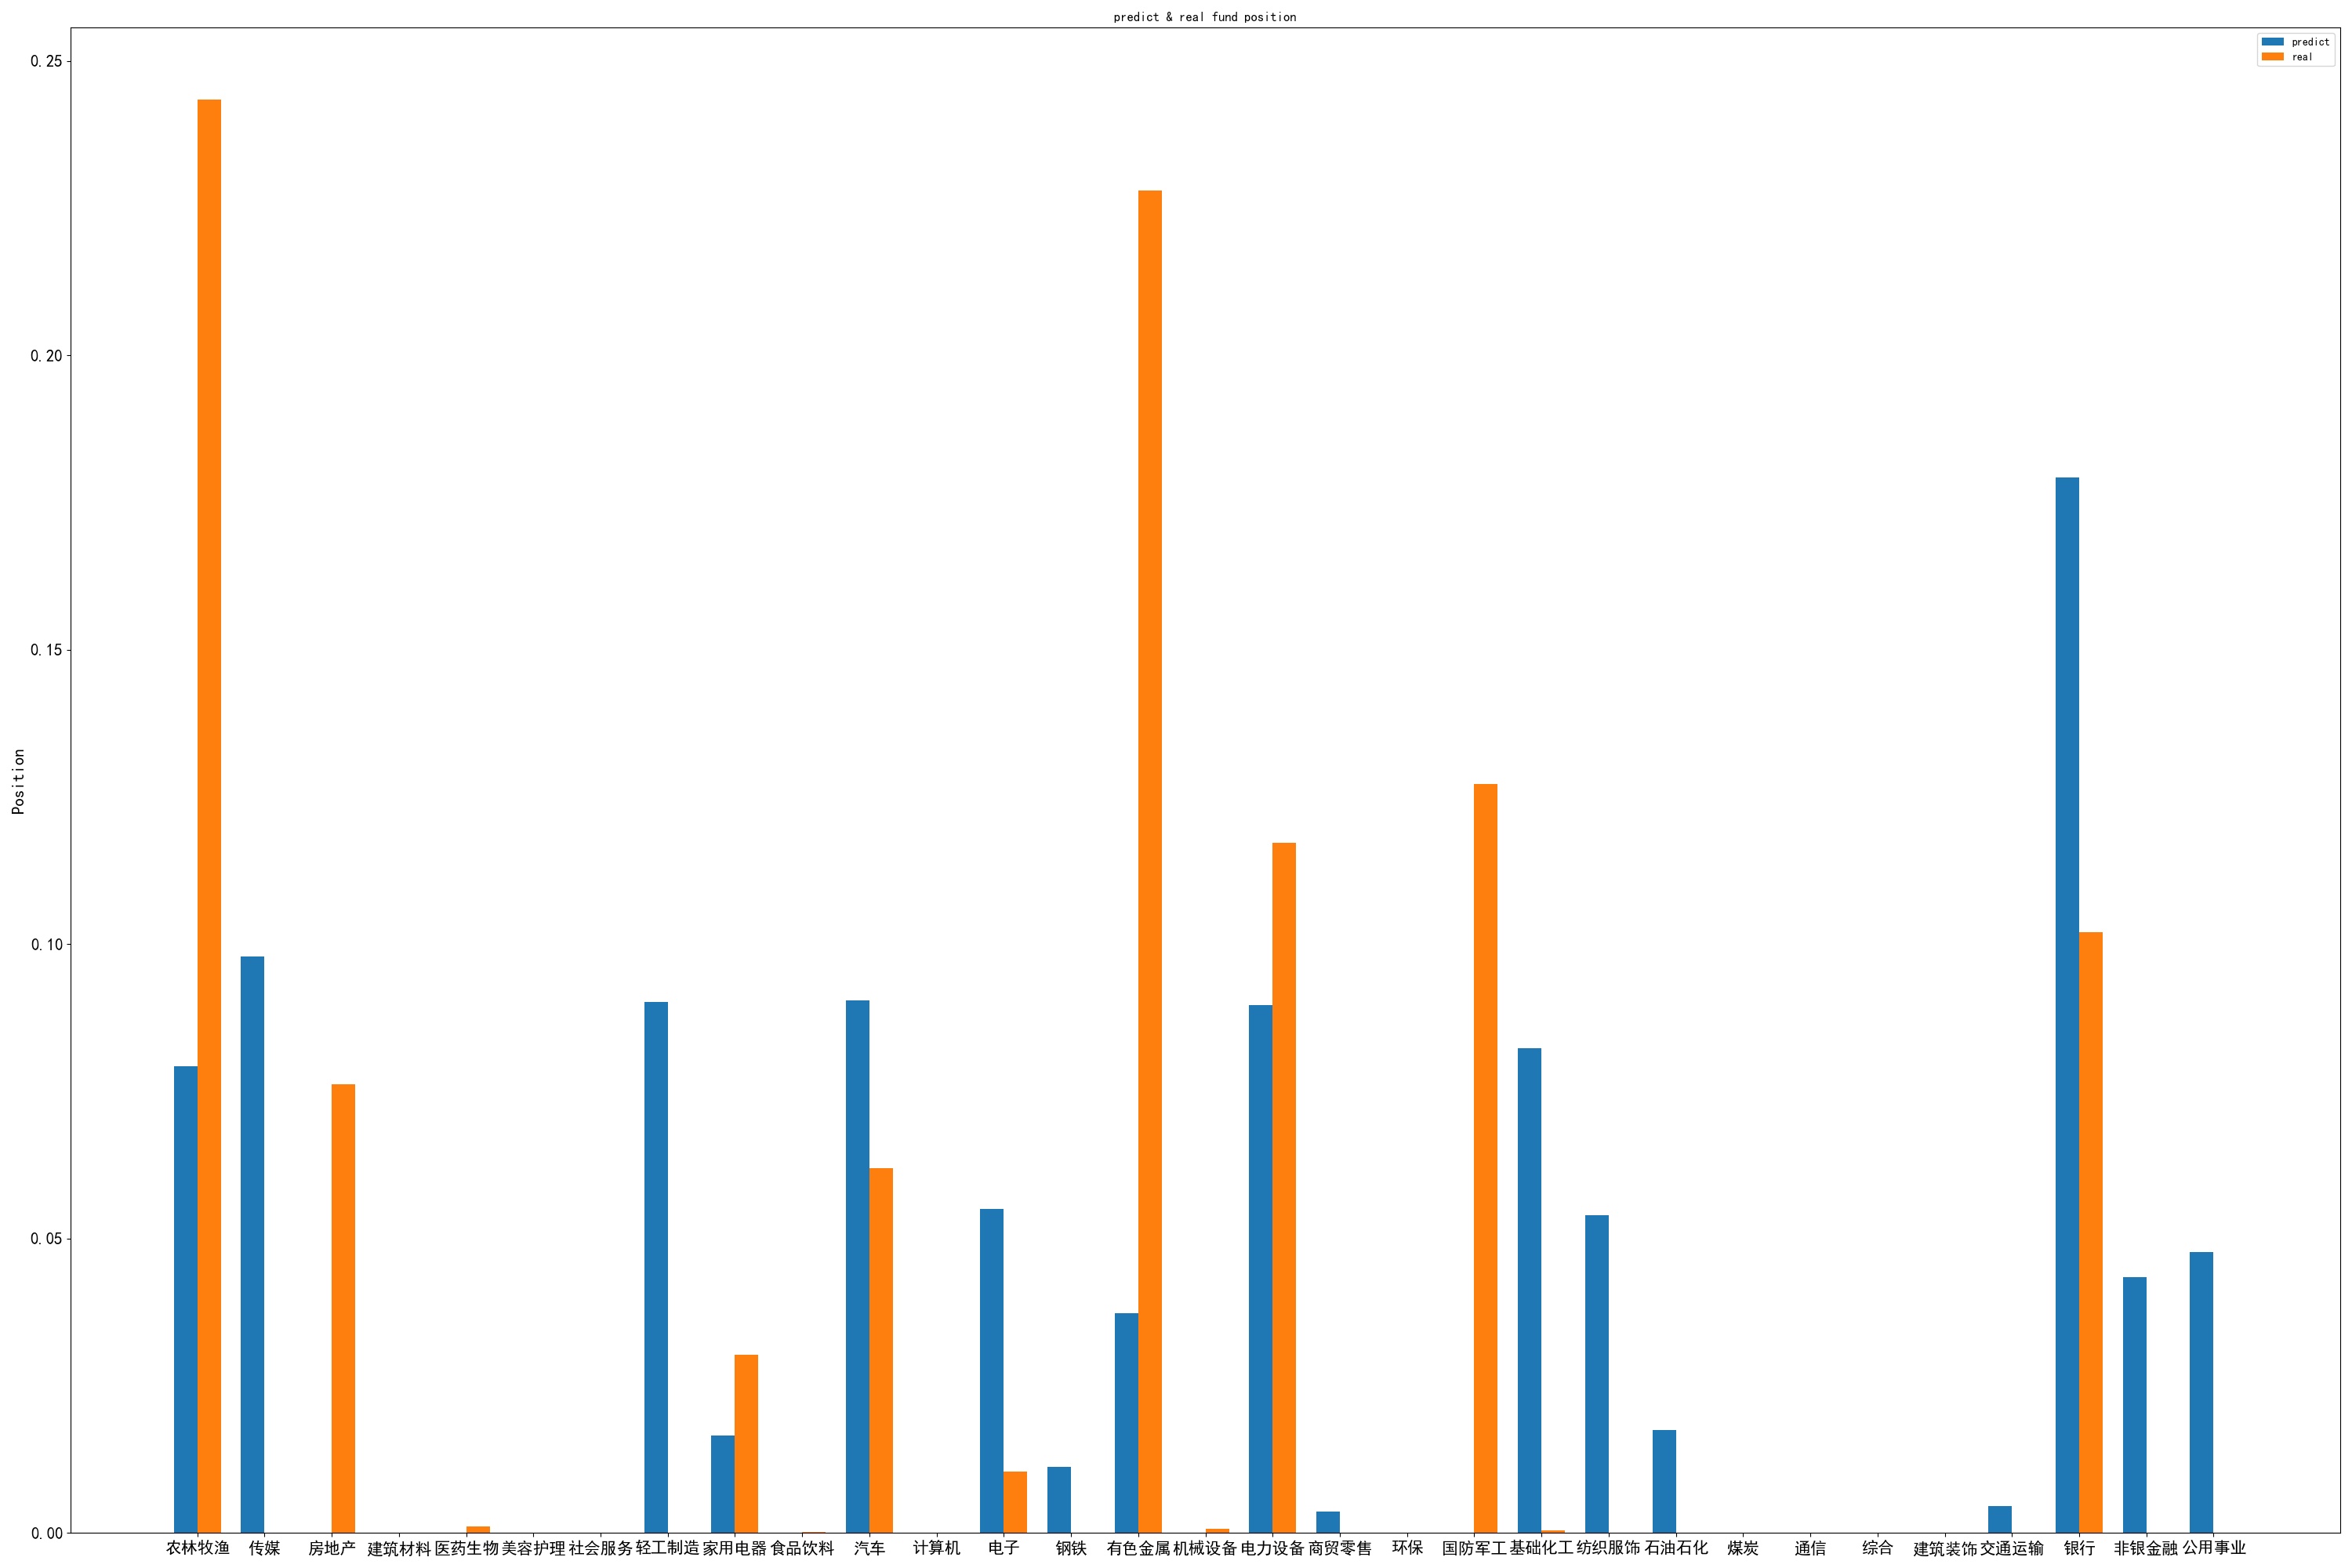 predict & real fund position
predict
real
0.25
0.20
0.15
0.10
0.05
0.00
Position
农林牧渔 传媒 房地产 建筑材料 医药生物 美容护理 社会服务 轻工制造 家用电器 食品饮料 汽车 计算机 电子 钢铁 有色金属 机械设备 电力设备 商贸零售 环保 国防军工 基础化工 纺织服饰 石油石化 煤炭 通信 综合 建筑装饰 交通运输 银行 非银金融 公用事业